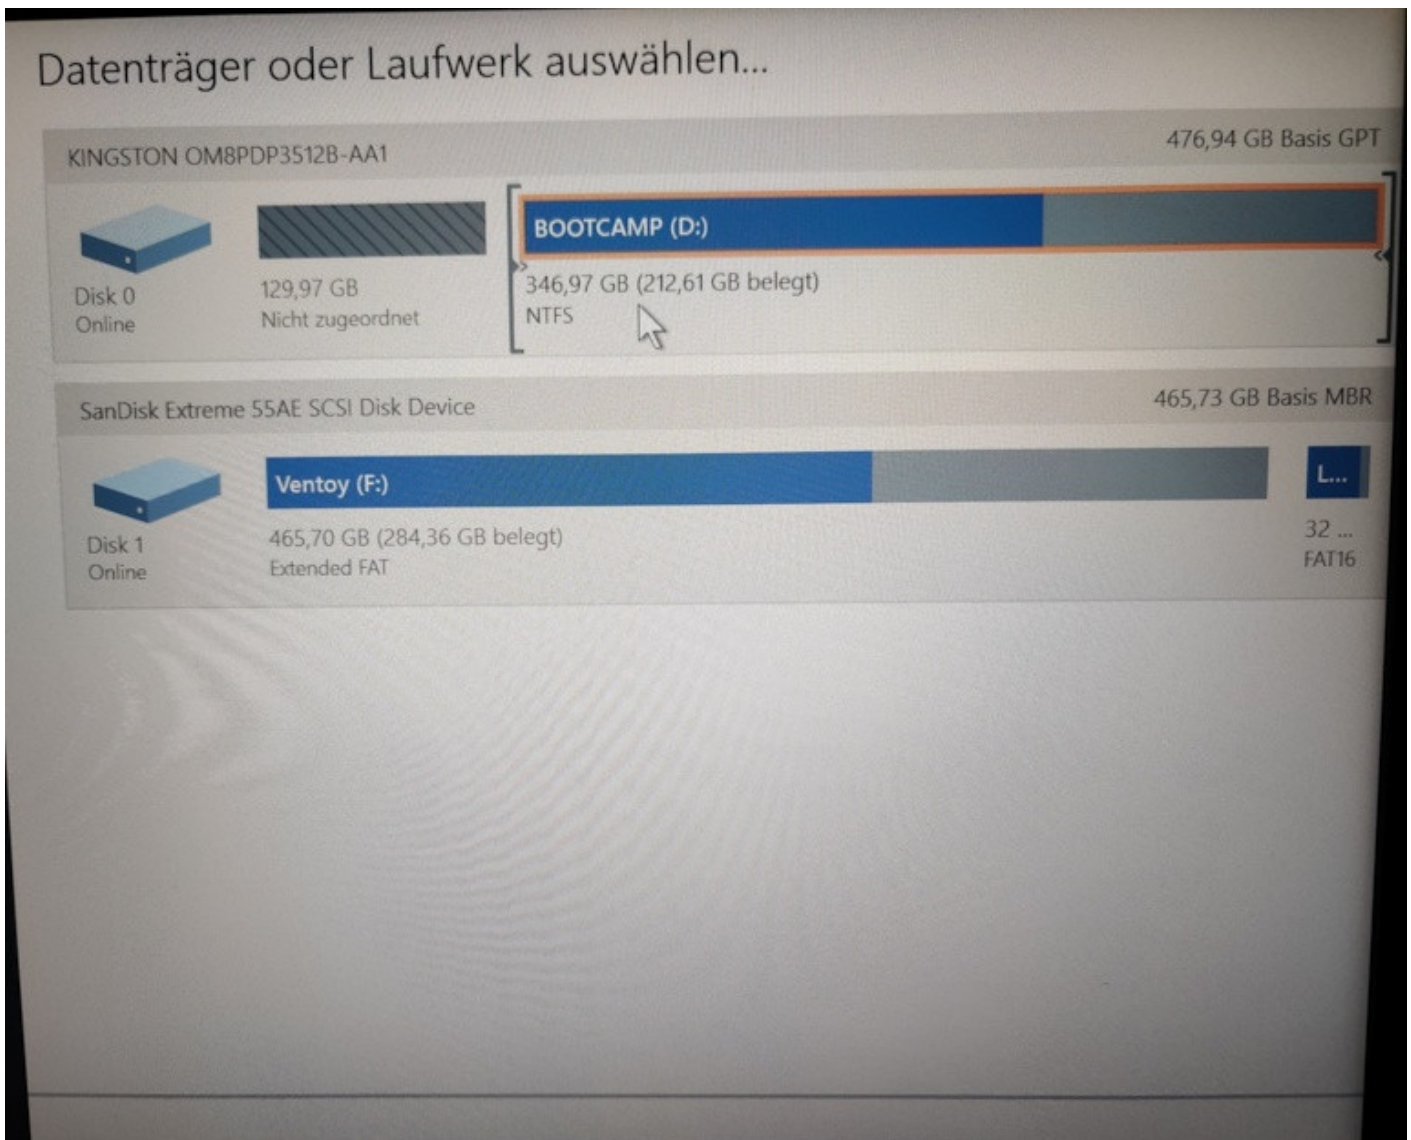 Datenträger oder Laufwerk auswählen...
KINGSTON OM8PDP3512B-AA1
476,94 GB Basis GPT
Disk 0
Online
129,97 GB
Nicht zugeordnet
BOOTCAMP (D:)
346,97 GB (212,61 GB belegt)
NTFS
SanDisk Extreme 55AE SCSI Disk Device
465,73 GB Basis MBR
Disk 1
Online
Ventoy (F:)
465,70 GB (284,36 GB belegt)
Extended FAT
L...
32 ...
FAT16